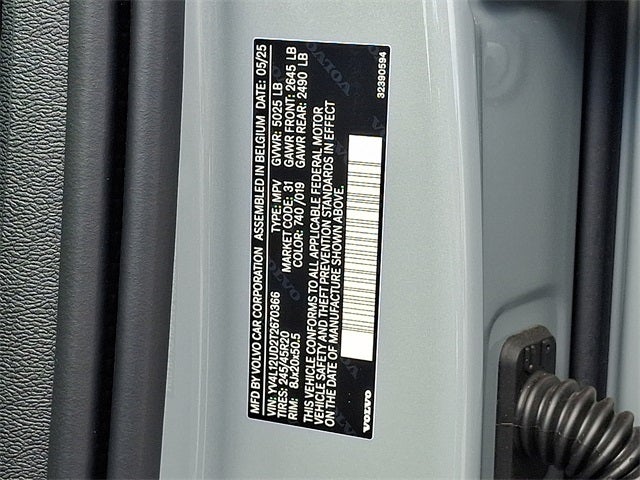 MFD BY VOLVO CAR CORPORATION ASSEMBLED IN BELGIUM DATE: 05/25
VIN: YV4L12UD2T2670366 TYPE: MPV GVWR: 5025 LB
TIRES: 245/45R20 MARKET CODE: 31 GAWR FRONT: 2645 LB
RIM: 8Jx20x50.5 COLOR: 740 /019 GAWR REAR: 2490 LB
THIS VEHICLE CONFORMS TO ALL APPLICABLE FEDERAL MOTOR
VEHICLE SAFETY AND THEFT PREVENTION STANDARDS IN EFFECT
ON THE DATE OF MANUFACTURE SHOWN ABOVE.
VOLVO 32390594